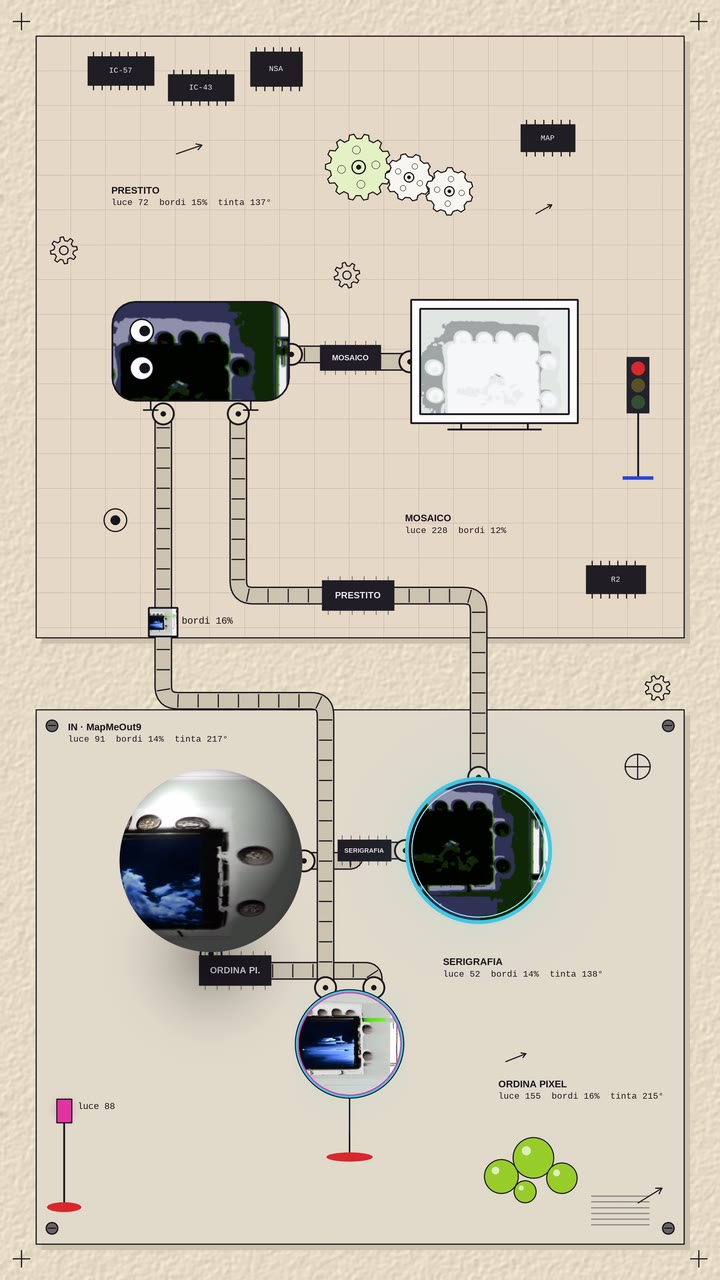 IC-57
IC-43
NSA
MAP
PRESTITO
luce 72 bordi 15% tinta 137°
MOSAICO
MOSAICO
luce 228 bordi 12%
R2
PRESTITO
bordi 16%
IN · MapMeOut9
luce 91 bordi 14% tinta 217°
SERIGRAFIA
ORDINA PI.
SERIGRAFIA
luce 52 bordi 14% tinta 138°
ORDINA PIXEL
luce 155 bordi 16% tinta 215°
luce 88